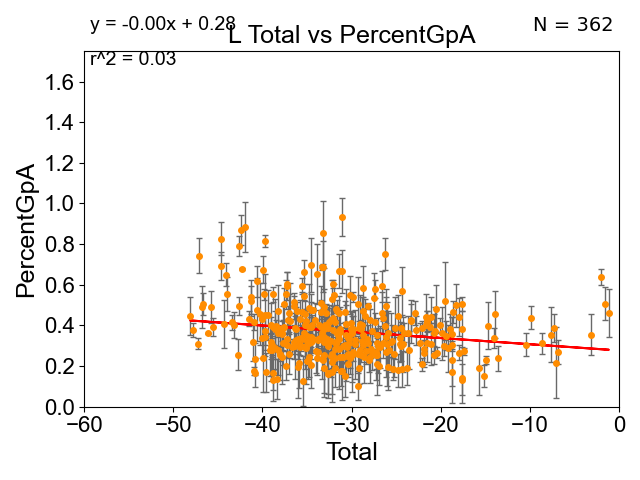 y = -0.00x + 0.28
L Total vs PercentGpA
N = 362
r^2 = 0.03
PercentGpA
1.6
1.4
1.2
1.0
0.8
0.6
0.4
0.2
0.0
−60 −50 −40 −30 −20 −10 0
Total